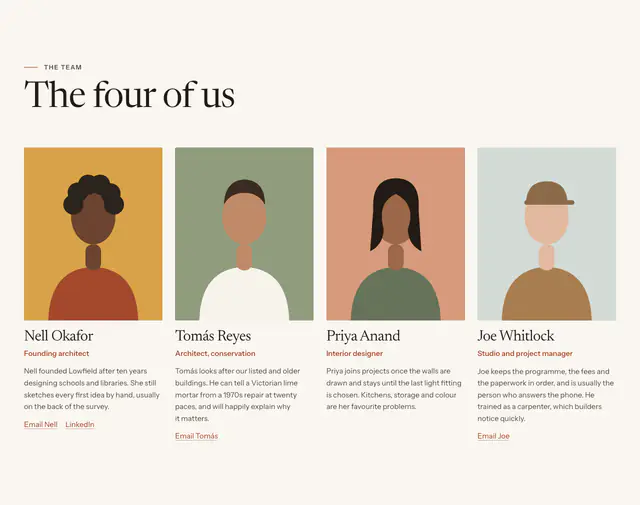 THE TEAM
The four of us
Nell Okafor
Founding architect
Nell founded Lowfield after ten years
designing schools and libraries. She still
sketches every first idea by hand, usually
on the back of the survey.
Email Nell LinkedIn
Tomás Reyes
Architect, conservation
Tomás looks after our listed and older
buildings. He can tell a Victorian lime
mortar from a 1970s repair at twenty
paces, and will happily explain why
it matters.
Email Tomás
Priya Anand
Interior designer
Priya joins projects once the walls are
drawn and stays until the last light fitting
is chosen. Kitchens, storage and colour
are her favourite problems.
Joe Whitlock
Studio and project manager
Joe keeps the programme, the fees and
the paperwork in order, and is usually the
person who answers the phone. He
trained as a carpenter, which builders
notice quickly.
Email Joe